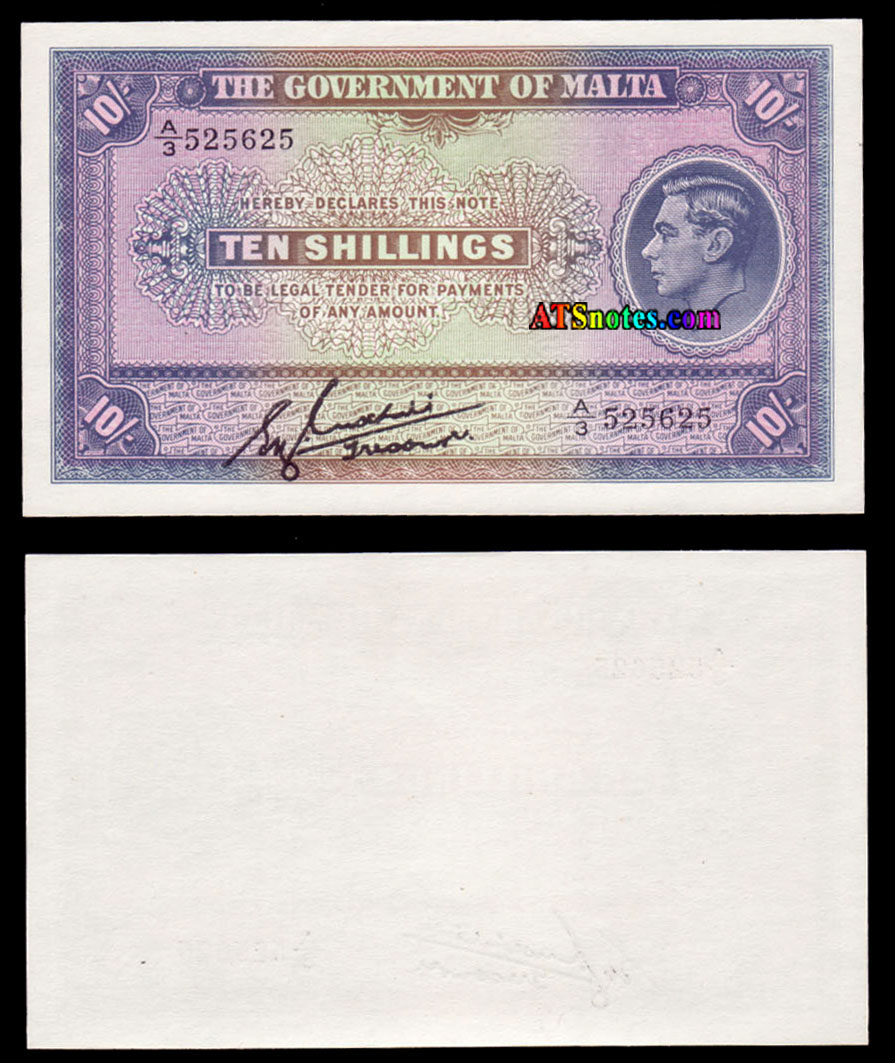 10/-
THE GOVERNMENT OF MALTA
10/-
A/3 525625
HEREBY DECLARES THIS NOTE
TEN SHILLINGS
TO BE LEGAL TENDER FOR PAYMENTS
OF ANY AMOUNT.
ATSnotes.com
A/3 525625
Treasurer.
10/-
10/-